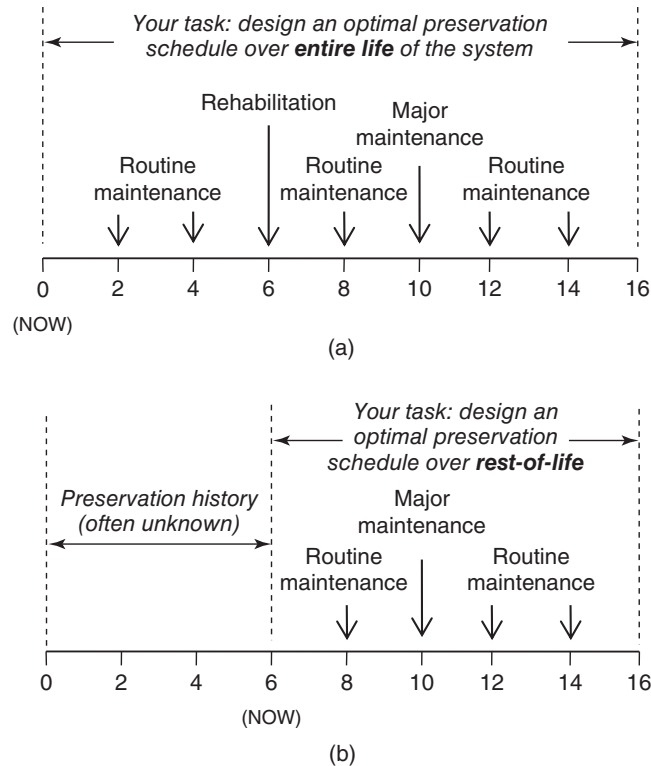 Your task: design an optimal preservation
schedule over entire life of the system
Rehabilitation
Major
maintenance
Routine
maintenance
Routine
maintenance
Routine
maintenance
0 2 4 6 8 10 12 14 16
(NOW)
(a)
Your task: design an
optimal preservation
schedule over rest-of-life
Preservation history
(often unknown)
Major
maintenance
Routine
maintenance
Routine
maintenance
0 2 4 6 8 10 12 14 16
(NOW)
(b)